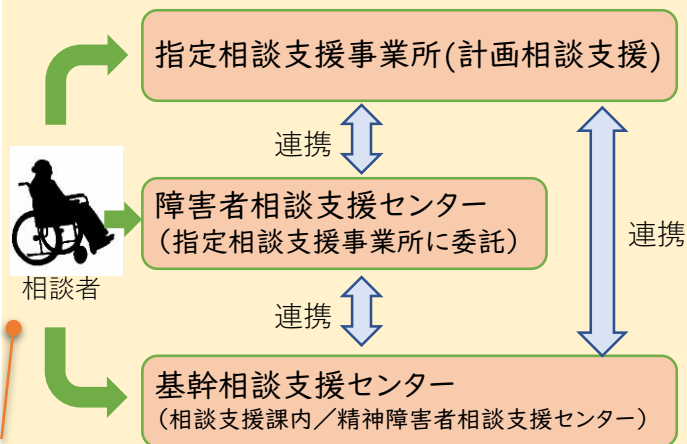 指定相談支援事業所(計画相談支援)
連携
障害者相談支援センター
（指定相談支援事業所に委託）
連携
相談者
連携
基幹相談支援センター
（相談支援課内／精神障害者相談支援センター）